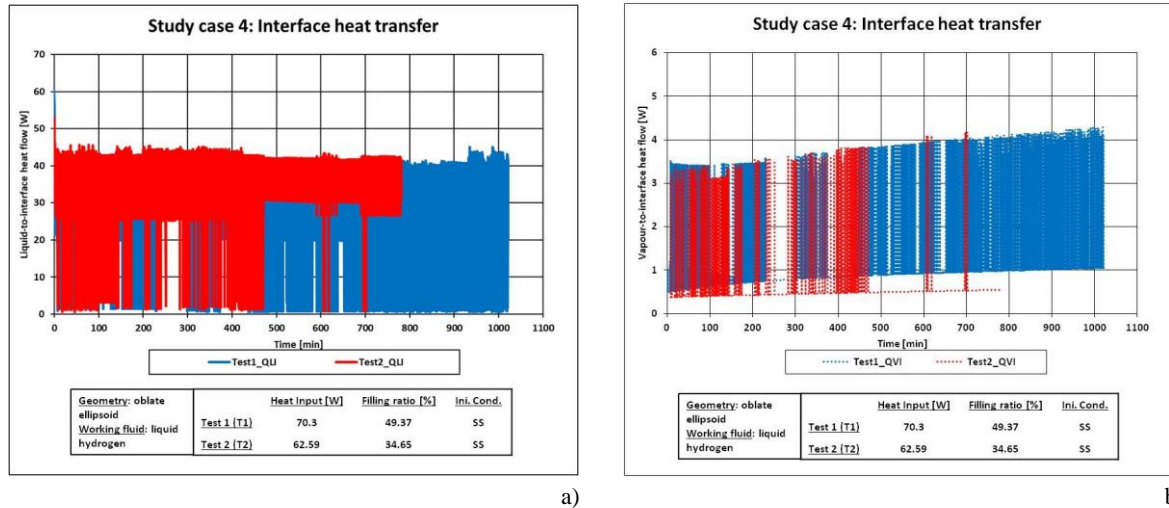 Study case 4: Interface heat transfer
70
60
50
40
30
20
10
0
Liquid-to-interface heat flow [W]
0 100 200 300 400 500 600 700 800 900 1000 1100
Time [min]
Test1_QLI Test2_QLI
Geometry: oblate
ellipsoid
Working fluid: liquid
hydrogen
Heat Input [W] Filling ratio [%] Ini. Cond.
Test 1 (T1) 70.3 49.37 SS
Test 2 (T2) 62.59 34.65 SS
a)
Study case 4: Interface heat transfer
6
5
4
3
2
1
0
Vapour-to-interface heat flow [W]
0 100 200 300 400 500 600 700 800 900 1000 1100
Time [min]
Test1_QVI Test2_QVI
Geometry: oblate
ellipsoid
Working fluid: liquid
hydrogen
Heat Input [W] Filling ratio [%] Ini. Cond.
Test 1 (T1) 70.3 49.37 SS
Test 2 (T2) 62.59 34.65 SS
b